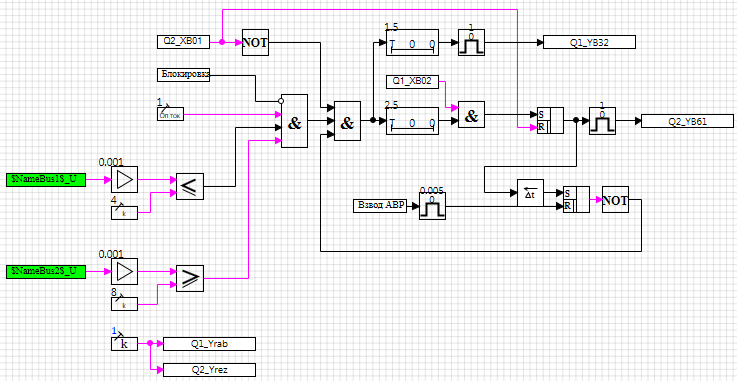 1.5
1
0
Q2_XB01
NOT
T 0 0
Q1_YB32
Блокировка
Q1_XB02
1
Оп ток
&
&
2.5
T 0 0
&
S
R
1
0
Q2_YB61
0.001
$NameBus1$_U
≤
4
k
0.005
0
Взвод АВР
Δt
S
R
NOT
0.001
$NameBus2$_U
≥
8
k
1
k
Q1_Yrab
Q2_Yrez